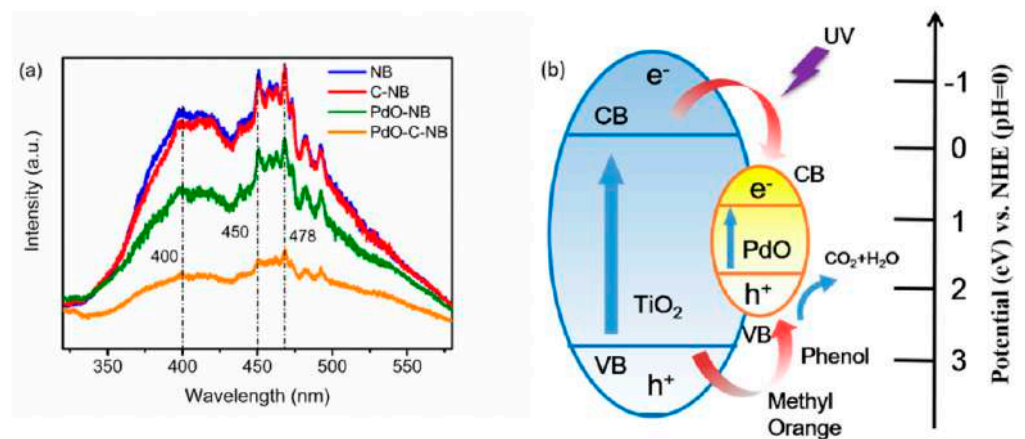 (a)
NB
C-NB
PdO-NB
PdO-C-NB
400
450
478
Intensity (a.u.)
350 400 450 500 550
Wavelength (nm)
(b)
UV
e⁻
CB
CB
e⁻
PdO
h⁺
TiO₂
VB
h⁺
VB
CO₂+H₂O
Phenol
Methyl
Orange
-1
0
1
2
3
Potential (eV) vs. NHE (pH=0)